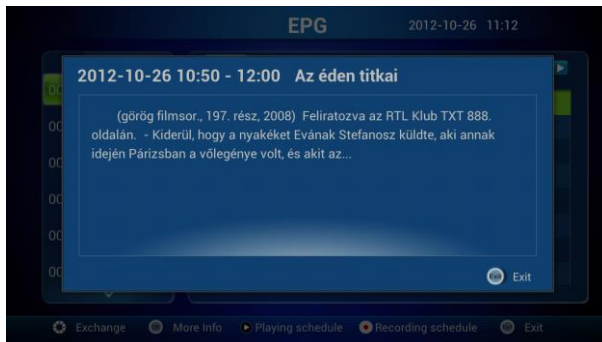 EPG
2012-10-26 11:12
2012-10-26 10:50 - 12:00 Az éden titkai
(görög filmsor., 197. rész, 2008) Feliratozva az RTL Klub TXT 888.
oldalán. - Kiderül, hogy a nyakéket Evának Stefanosz küldte, aki annak
idején Párizsban a vőlegénye volt, és akit az...
Exit
Exchange More Info Playing schedule Recording schedule Exit